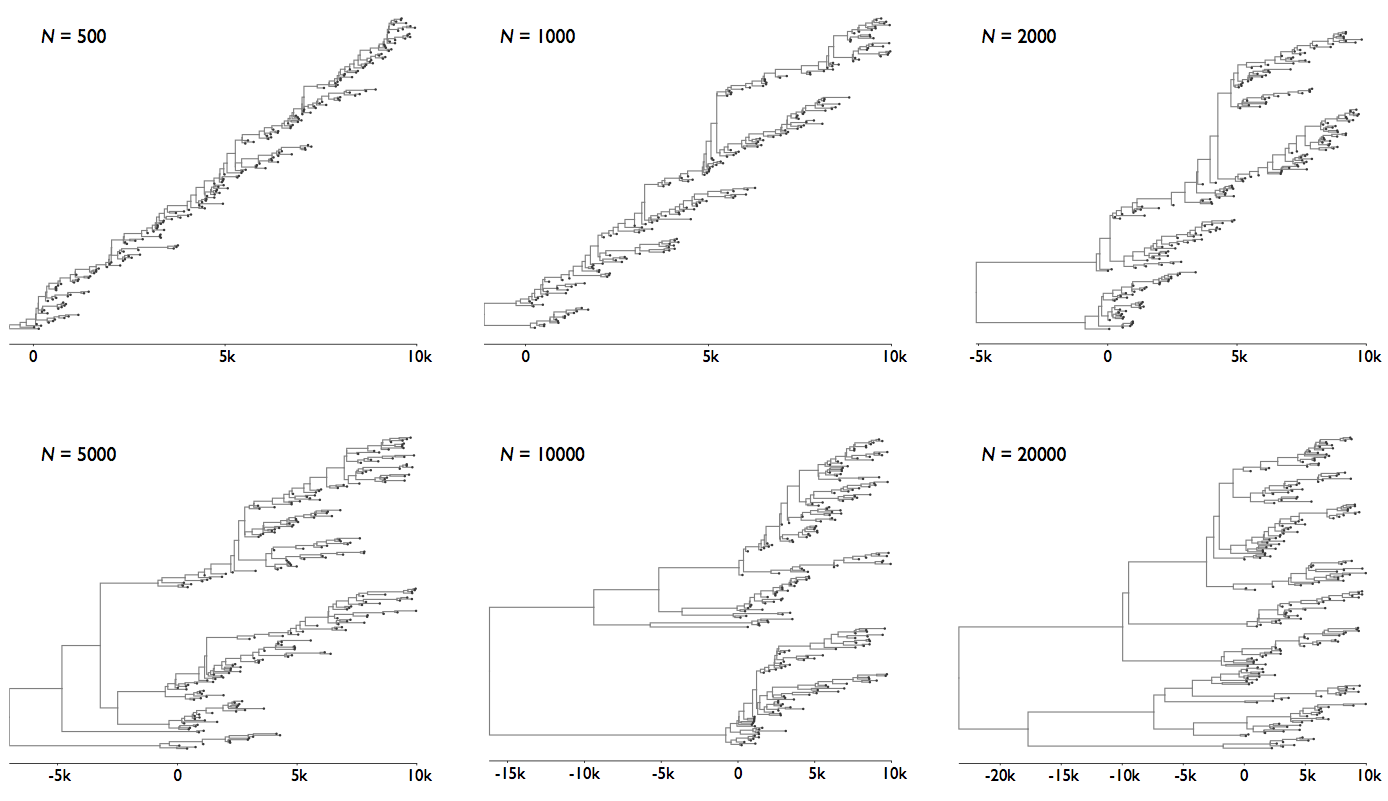 N = 500
N = 1000
N = 2000
0 5k 10k
0 5k 10k
-5k 0 5k 10k
N = 5000
N = 10000
N = 20000
-5k 0 5k 10k
-15k -10k -5k 0 5k 10k
-20k -15k -10k -5k 0 5k 10k